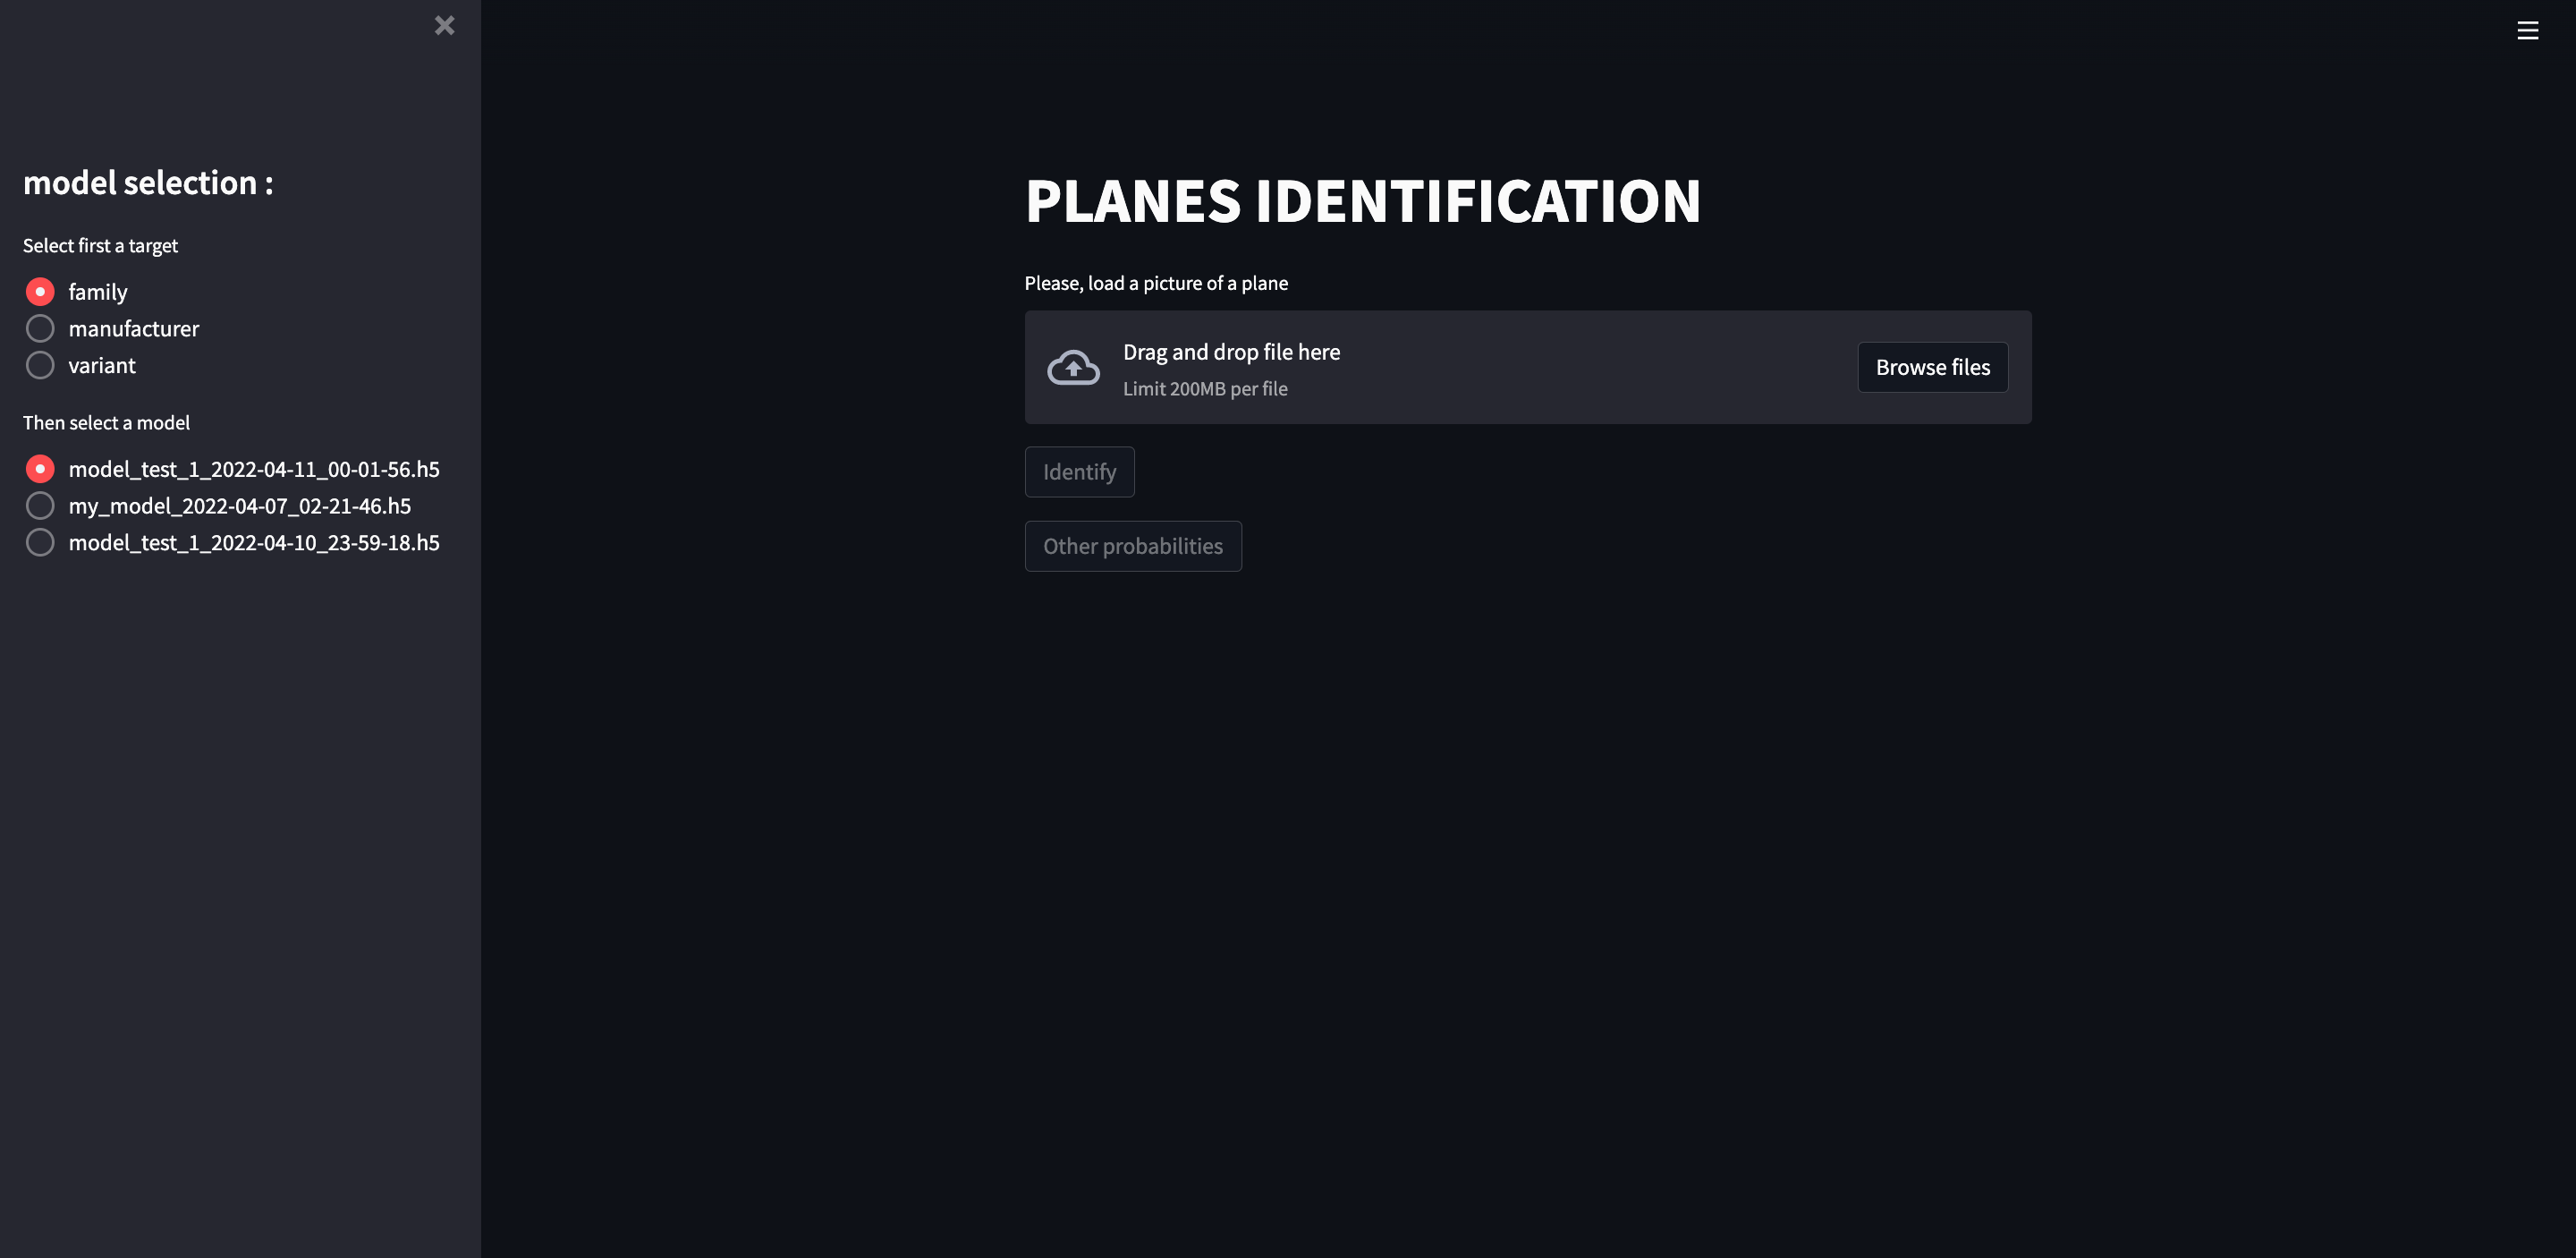 model selection :
Select first a target
family
manufacturer
variant
Then select a model
model_test_1_2022-04-11_00-01-56.h5
my_model_2022-04-07_02-21-46.h5
model_test_1_2022-04-10_23-59-18.h5
PLANES IDENTIFICATION
Please, load a picture of a plane
Drag and drop file here
Limit 200MB per file
Browse files
Identify
Other probabilities